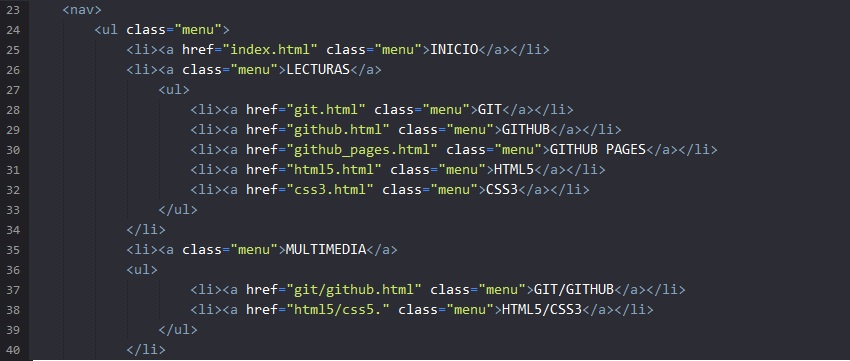 23 <nav>
24 <ul class="menu">
25 <li><a href="index.html" class="menu">INICIO</a></li>
26 <li><a class="menu">LECTURAS</a>
27 <ul>
28 <li><a href="git.html" class="menu">GIT</a></li>
29 <li><a href="github.html" class="menu">GITHUB</a></li>
30 <li><a href="github_pages.html" class="menu">GITHUB PAGES</a></li>
31 <li><a href="html5.html" class="menu">HTML5</a></li>
32 <li><a href="css3.html" class="menu">CSS3</a></li>
33 </ul>
34 </li>
35 <li><a class="menu">MULTIMEDIA</a>
36 <ul>
37 <li><a href="git/github.html" class="menu">GIT/GITHUB</a></li>
38 <li><a href="html5/css5." class="menu">HTML5/CSS3</a></li>
39 </ul>
40 </li>